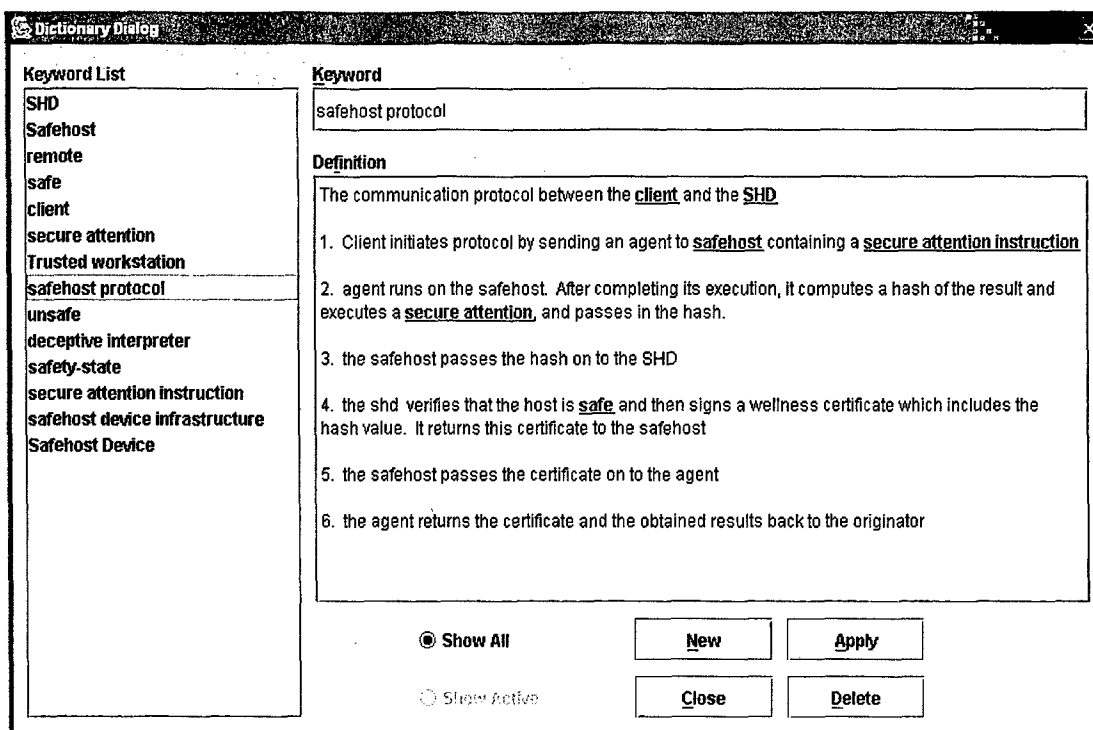 Dictionary Dialog
Keyword List
SHD
Safehost
remote
safe
client
secure attention
Trusted workstation
safehost protocol
unsafe
deceptive interpreter
safety-state
secure attention instruction
safehost device infrastructure
Safehost Device
Keyword
safehost protocol
Definition
The communication protocol between the client and the SHD
1. Client initiates protocol by sending an agent to safehost containing a secure attention instruction
2. agent runs on the safehost. After completing its execution, it computes a hash of the result and
executes a secure attention, and passes in the hash.
3. the safehost passes the hash on to the SHD
4. the shd verifies that the host is safe and then signs a wellness certificate which includes the
hash value. It returns this certificate to the safehost
5. the safehost passes the certificate on to the agent
6. the agent returns the certificate and the obtained results back to the originator
Show All
New
Apply
Show Active
Close
Delete